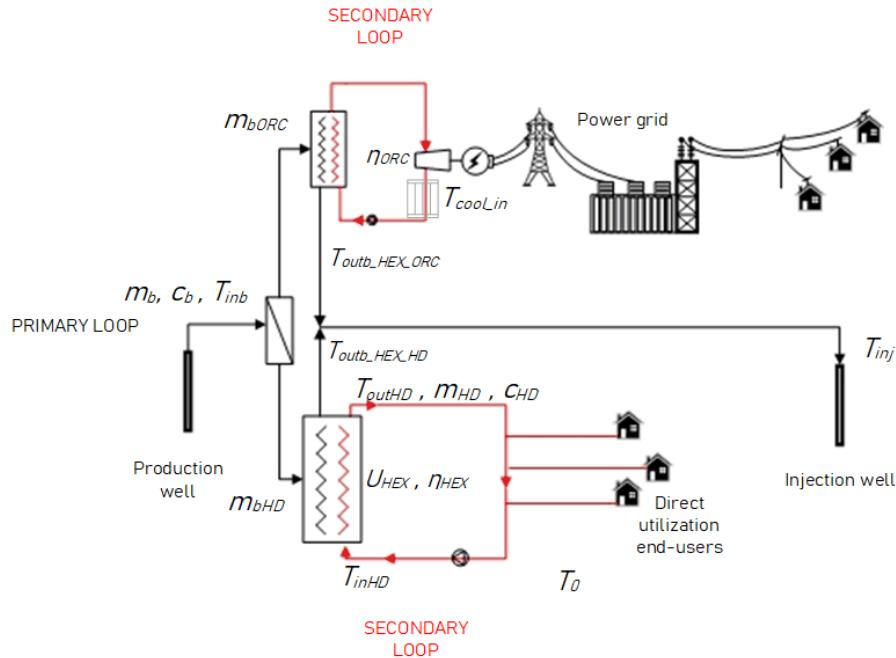 SECONDARY
LOOP
m_bORC
Power grid
η_ORC
T_cool_in
T_outb_HEX_ORC
m_b, c_b , T_inb
PRIMARY LOOP
T_outb_HEX_HD
T_inj
T_outHD , m_HD , c_HD
Production
well
U_HEX , η_HEX
Injection well
m_bHD
Direct
utilization
end-users
T_inHD
T_0
SECONDARY
LOOP